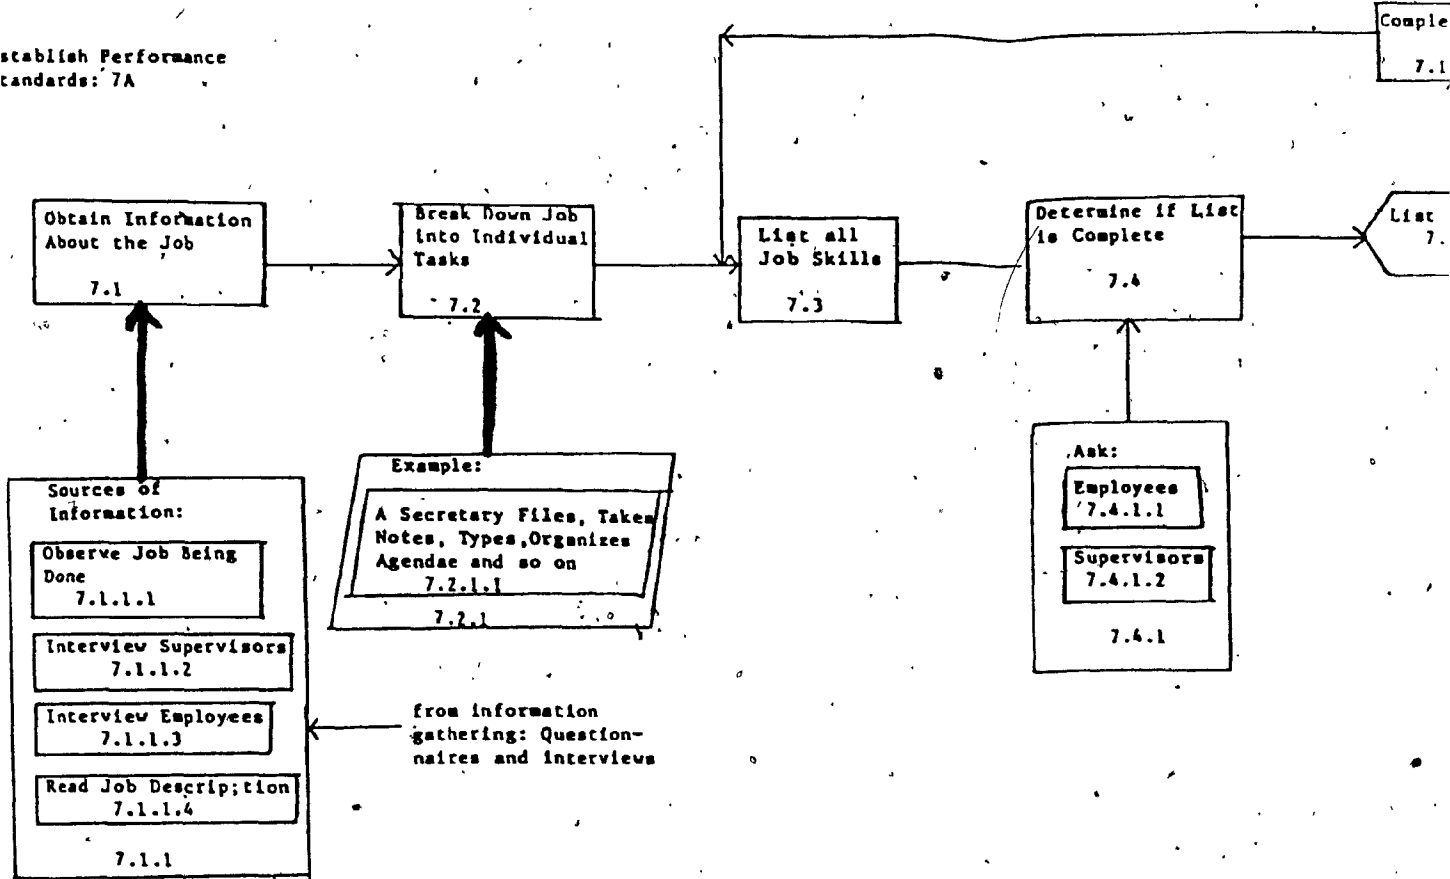 stablish Performance
tandards: 7A
Comple
7.1
Obtain Information
About the Job
7.1
Break Down Job
into Individual
Tasks
7.2
List all
Job Skills
7.3
Determine if List
is Complete
7.4
List
7.
Sources of
Information:
Observe Job Being
Done
7.1.1.1
Interview Supervisors
7.1.1.2
Interview Employees
7.1.1.3
Read Job Descrip;tion
7.1.1.4
7.1.1
Example:
A Secretary Files, Takes
Notes, Types,Organizes
Agendae and so on
7.2.1.1
7.2.1
from information
gathering: Question-
naires and interviews
Ask:
Employees
7.4.1.1
Supervisors
7.4.1.2
7.4.1